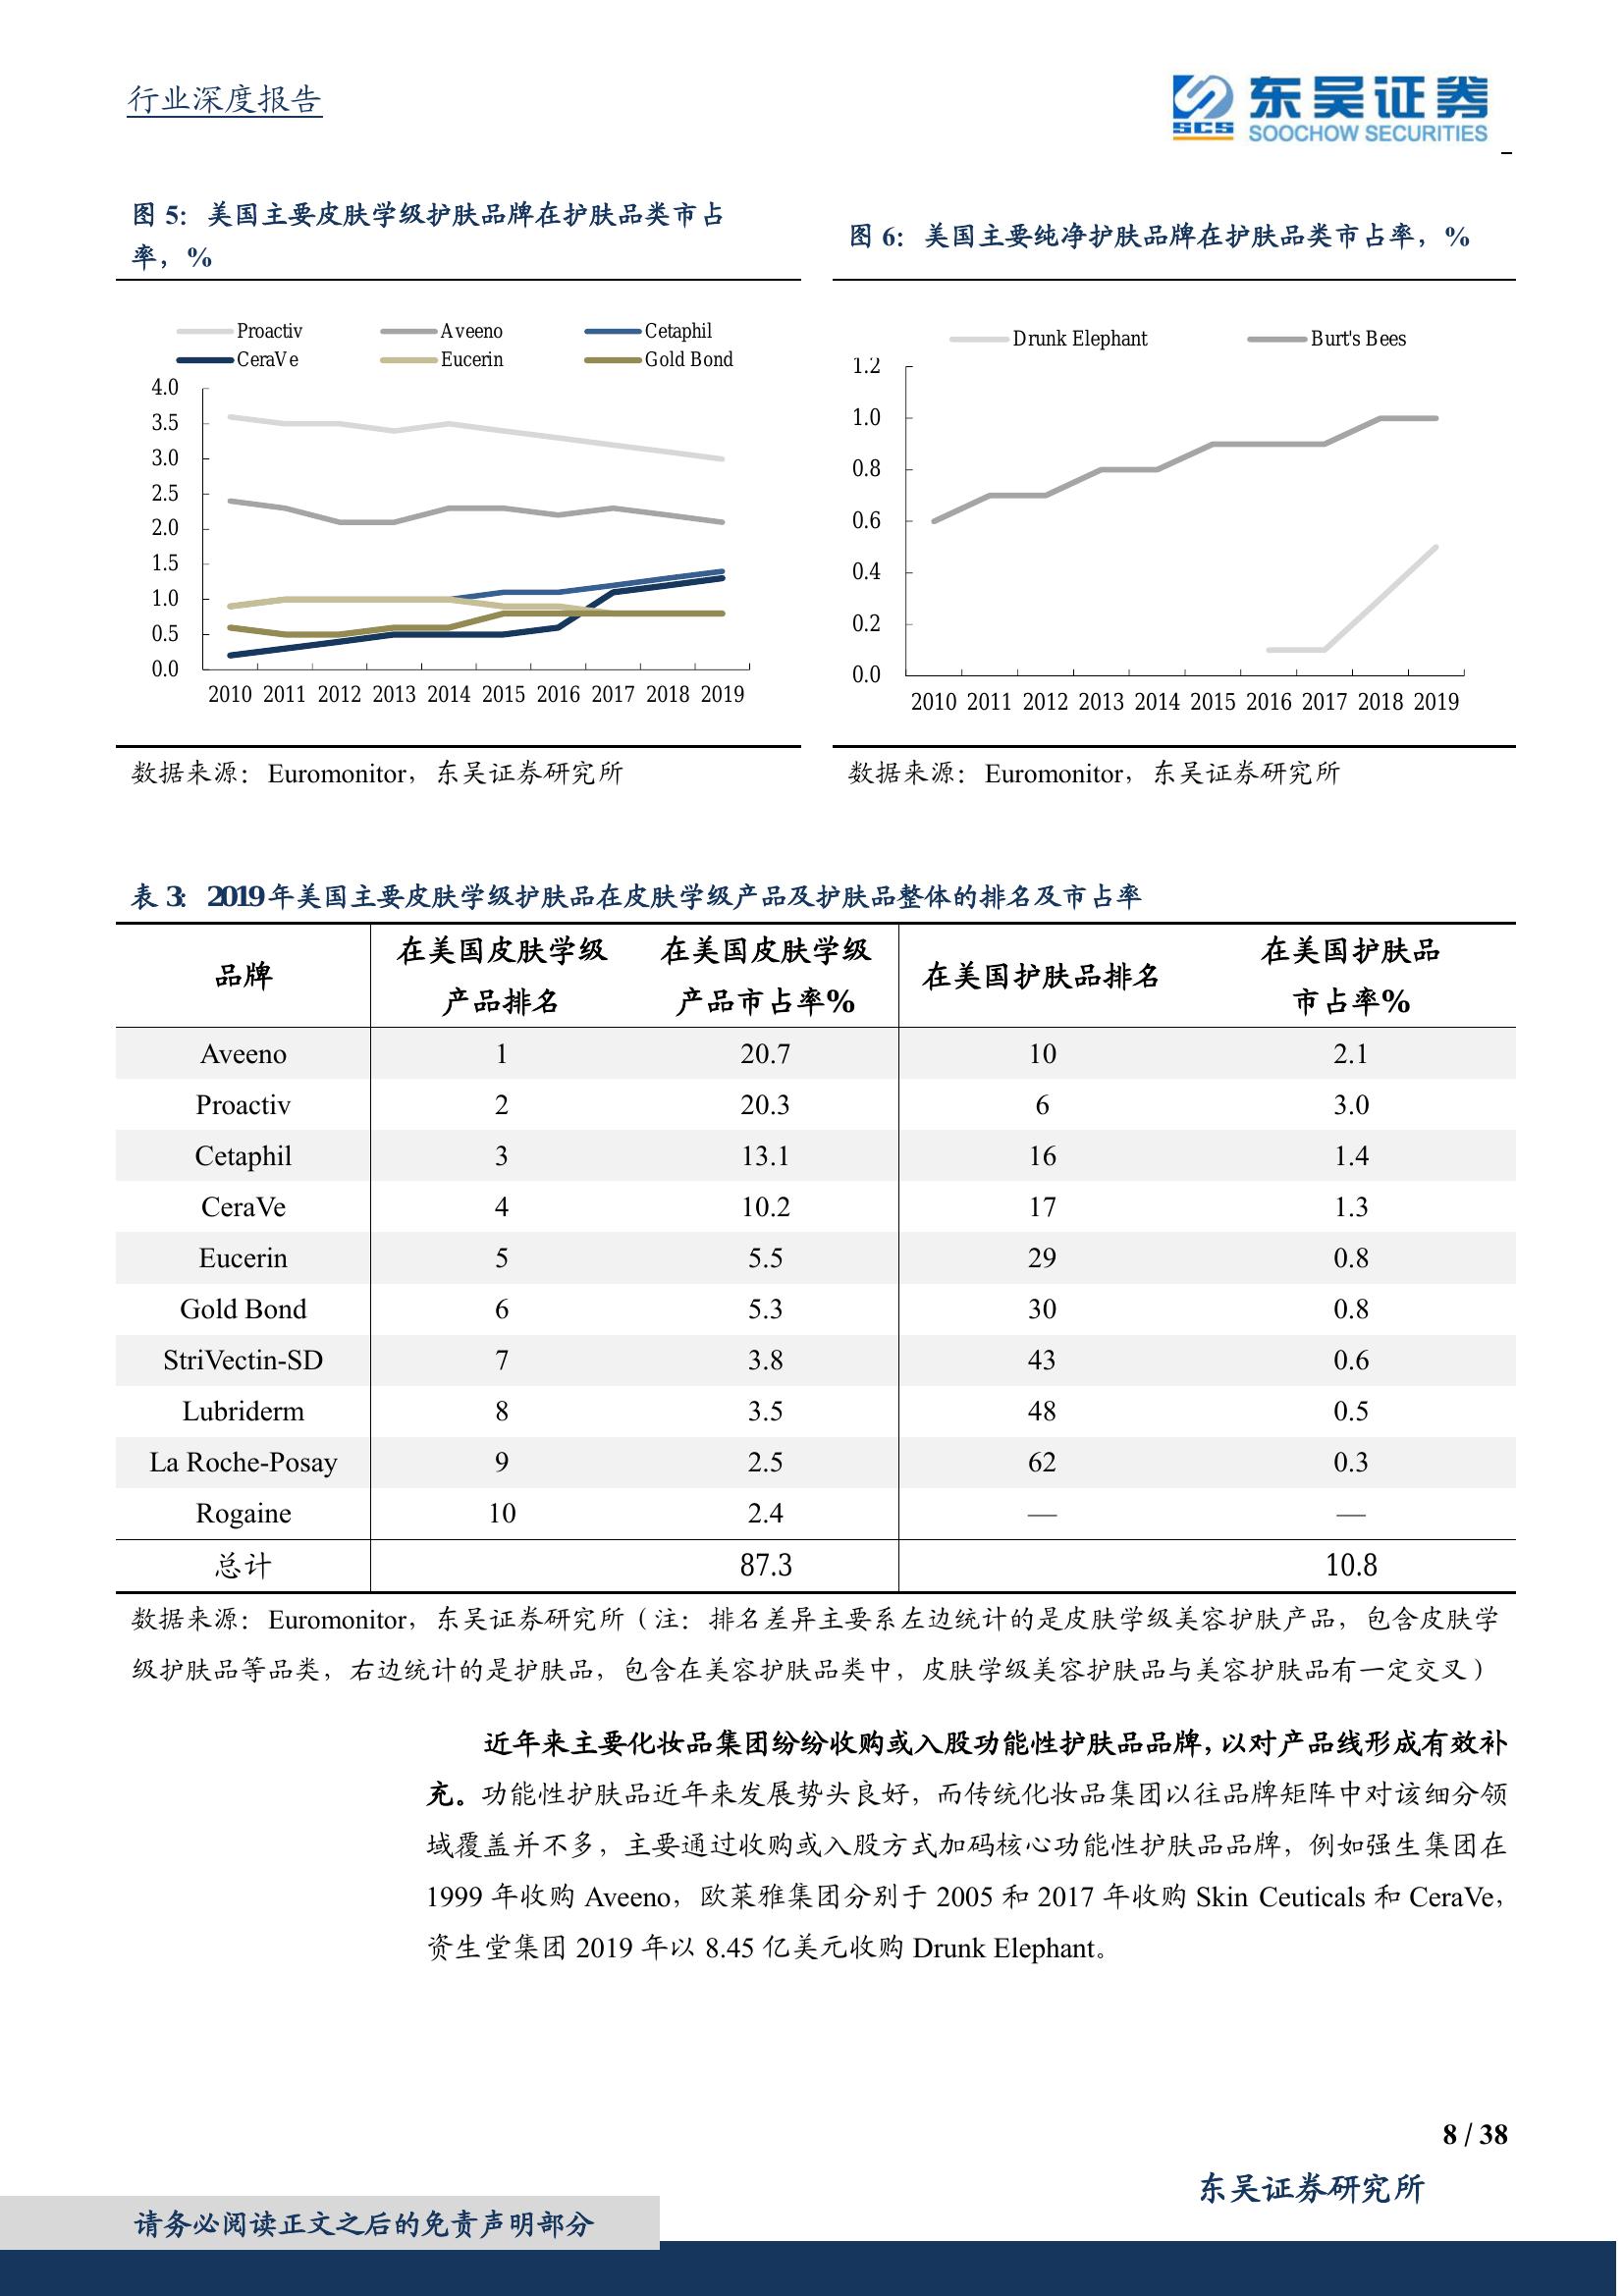 行业深度报告
SCS 东吴证券
SOOCHOW SECURITIES
图 5：美国主要皮肤学级护肤品牌在护肤品类市占
率，%
Proactiv Aveeno Cetaphil
CeraVe Eucerin Gold Bond
4.0
3.5
3.0
2.5
2.0
1.5
1.0
0.5
0.0
2010 2011 2012 2013 2014 2015 2016 2017 2018 2019
数据来源：Euromonitor，东吴证券研究所
图 6：美国主要纯净护肤品牌在护肤品类市占率，%
Drunk Elephant Burt's Bees
1.2
1.0
0.8
0.6
0.4
0.2
0.0
2010 2011 2012 2013 2014 2015 2016 2017 2018 2019
数据来源：Euromonitor，东吴证券研究所
表 3：2019年美国主要皮肤学级护肤品在皮肤学级产品及护肤品整体的排名及市占率
品牌 在美国皮肤学级产品排名 在美国皮肤学级产品市占率% 在美国护肤品排名 在美国护肤品市占率%
Aveeno 1 20.7 10 2.1
Proactiv 2 20.3 6 3.0
Cetaphil 3 13.1 16 1.4
CeraVe 4 10.2 17 1.3
Eucerin 5 5.5 29 0.8
Gold Bond 6 5.3 30 0.8
StriVectin-SD 7 3.8 43 0.6
Lubriderm 8 3.5 48 0.5
La Roche-Posay 9 2.5 62 0.3
Rogaine 10 2.4 — —
总计 87.3 10.8
数据来源：Euromonitor，东吴证券研究所（注：排名差异主要系左边统计的是皮肤学级美容护肤产品，包含皮肤学
级护肤品等品类，右边统计的是护肤品，包含在美容护肤品类中，皮肤学级美容护肤品与美容护肤品有一定交叉）
近年来主要化妆品集团纷纷收购或入股功能性护肤品品牌，以对产品线形成有效补
充。功能性护肤品近年来发展势头良好，而传统化妆品集团以往品牌矩阵中对该细分领
域覆盖并不多，主要通过收购或入股方式加码核心功能性护肤品品牌，例如强生集团在
1999 年收购 Aveeno，欧莱雅集团分别于 2005 和 2017 年收购 Skin Ceuticals 和 CeraVe，
资生堂集团 2019 年以 8.45 亿美元收购 Drunk Elephant。
8 / 38
东吴证券研究所
请务必阅读正文之后的免责声明部分